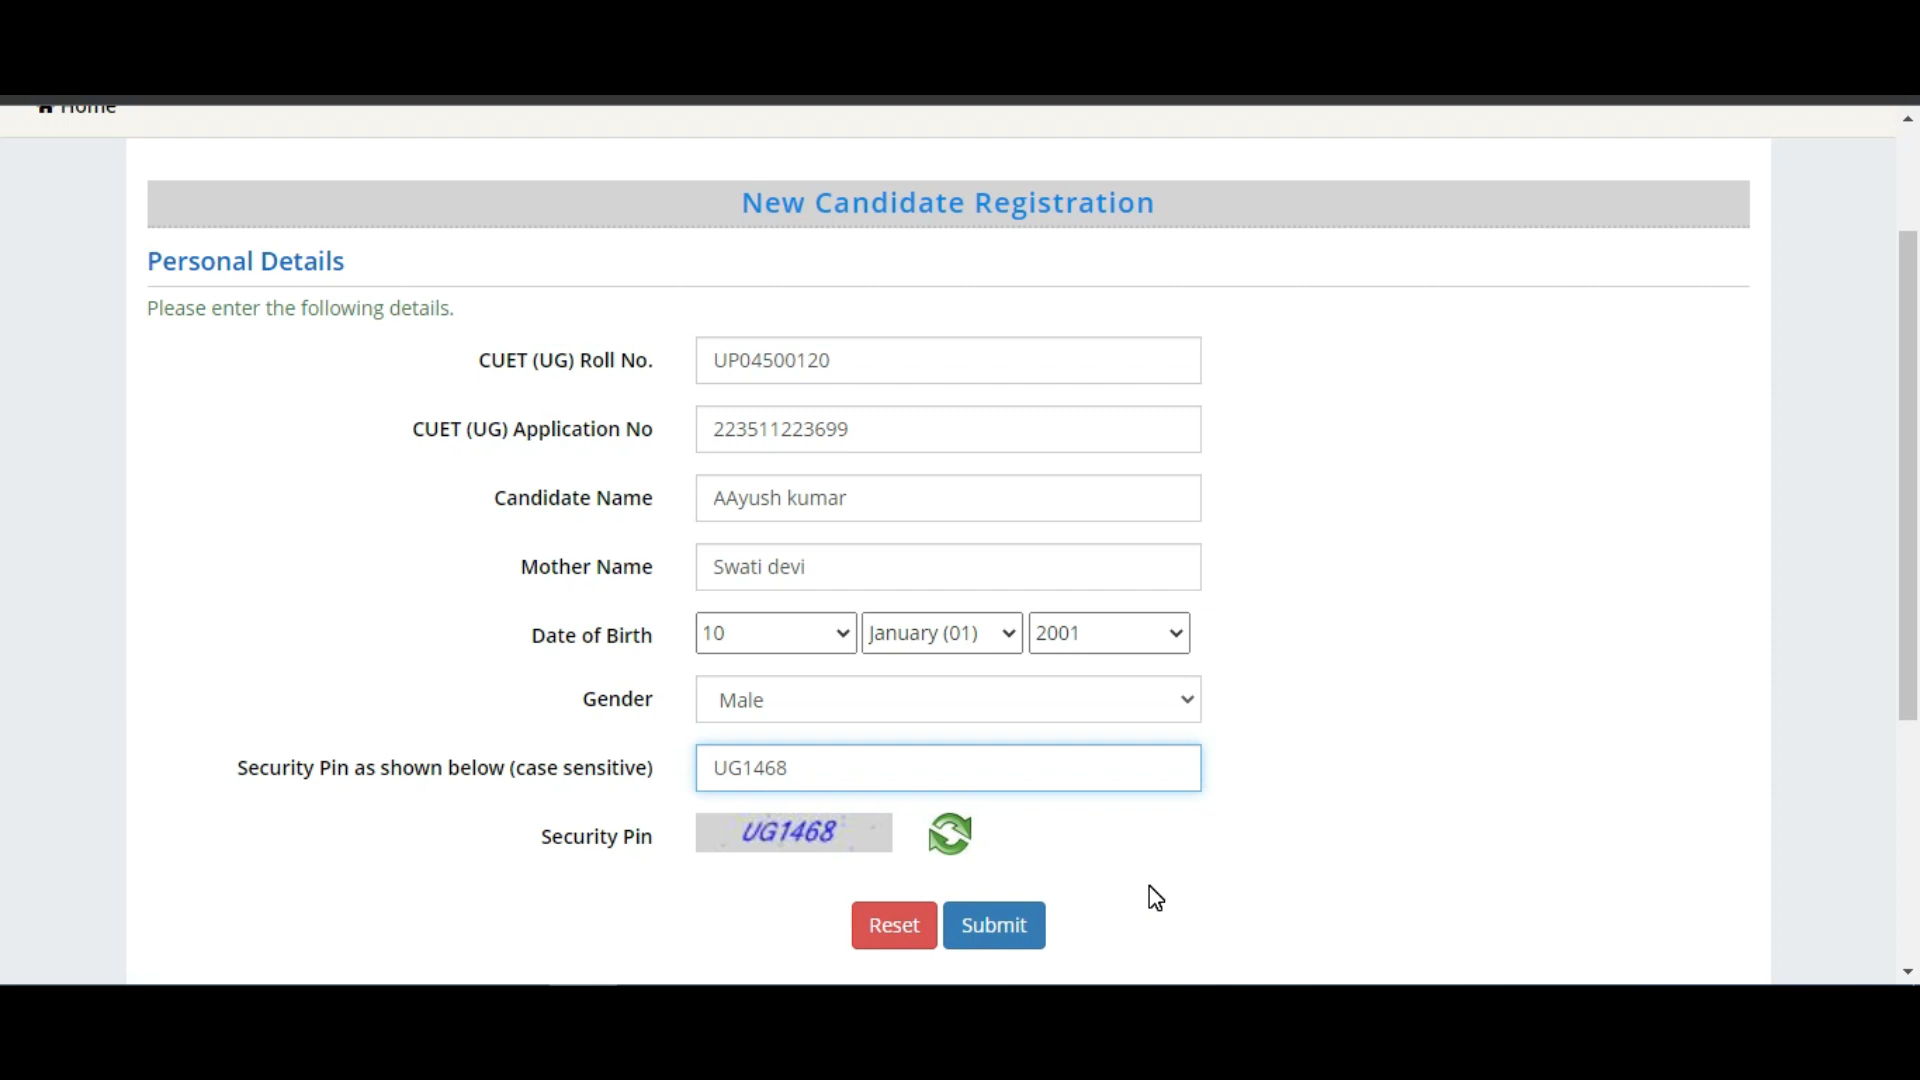 Home
New Candidate Registration
Personal Details
Please enter the following details.
CUET (UG) Roll No. UP04500120
CUET (UG) Application No 223511223699
Candidate Name AAyush kumar
Mother Name Swati devi
Date of Birth 10 January (01) 2001
Gender Male
Security Pin as shown below (case sensitive) UG1468
Security Pin UG1468
Reset Submit